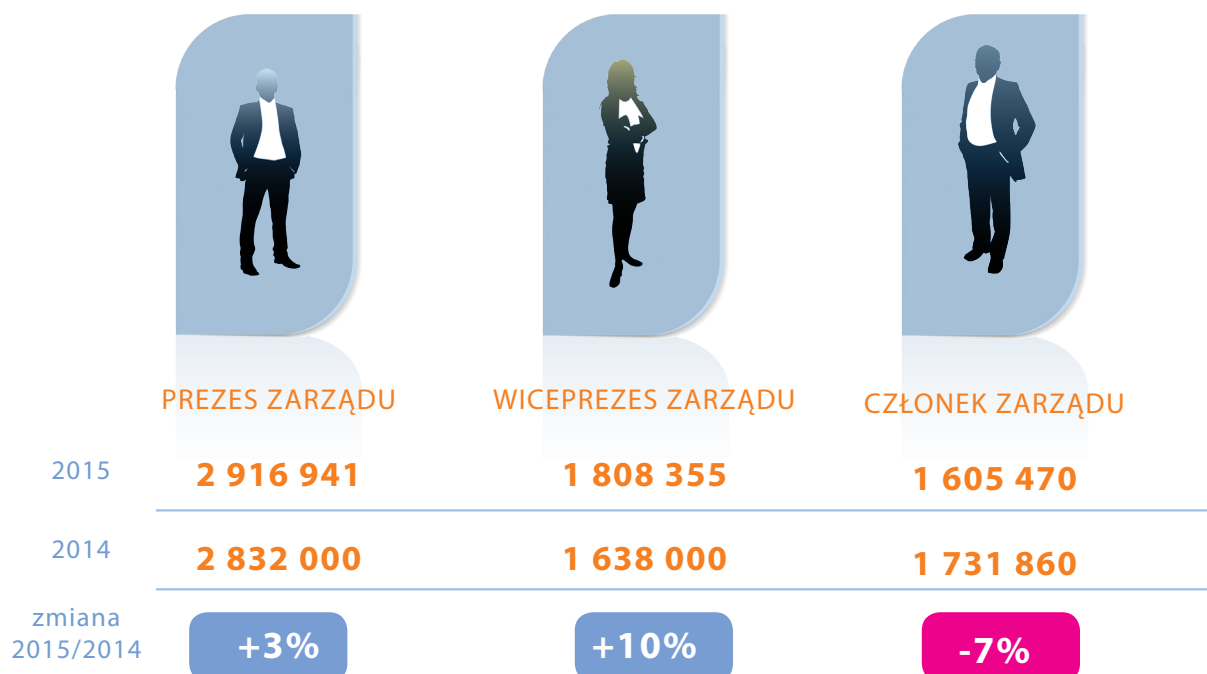 PREZES ZARZĄDU WICEPREZES ZARZĄDU CZŁONEK ZARZĄDU
2015 2 916 941 1 808 355 1 605 470
2014 2 832 000 1 638 000 1 731 860
zmiana
2015/2014 +3% +10% -7%